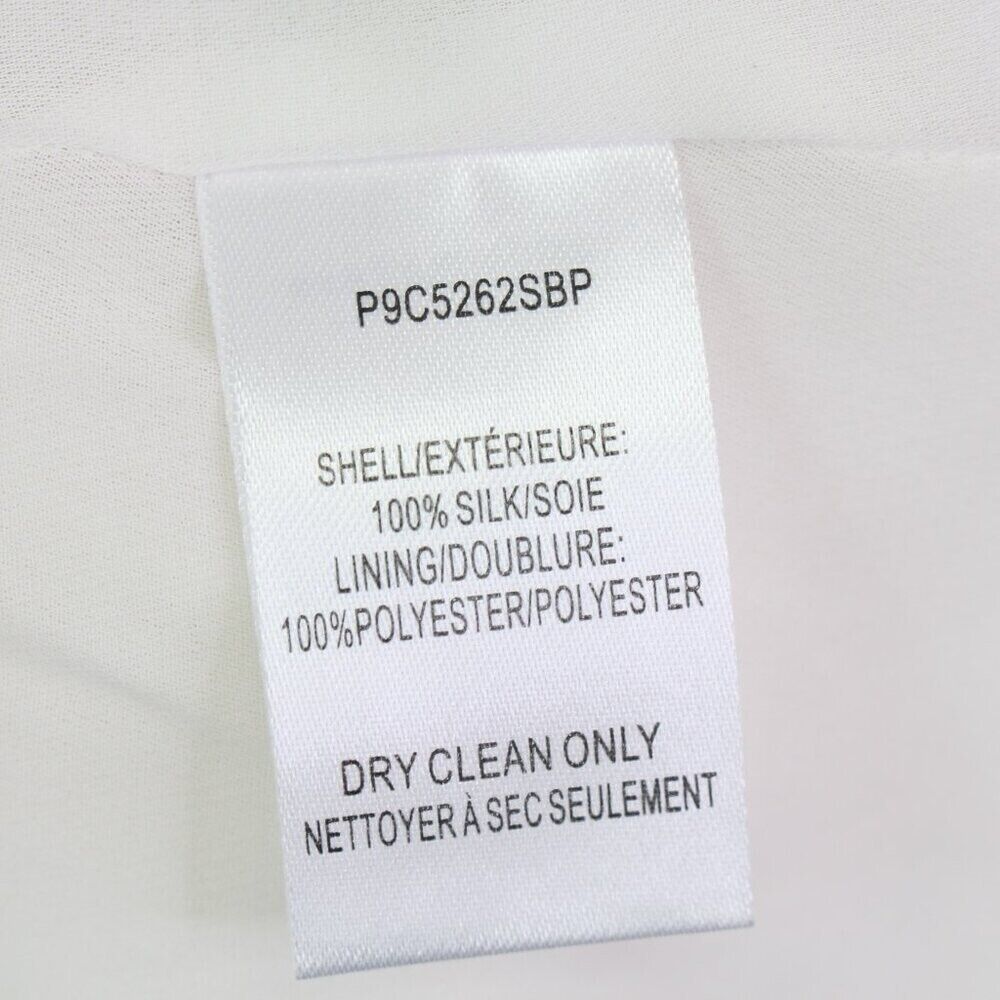 P9C5262SBP
SHELL/EXTÉRIEURE:
100% SILK/SOIE
LINING/DOUBLURE:
100%POLYESTER/POLYESTER
DRY CLEAN ONLY
NETTOYER À SEC SEULEMENT